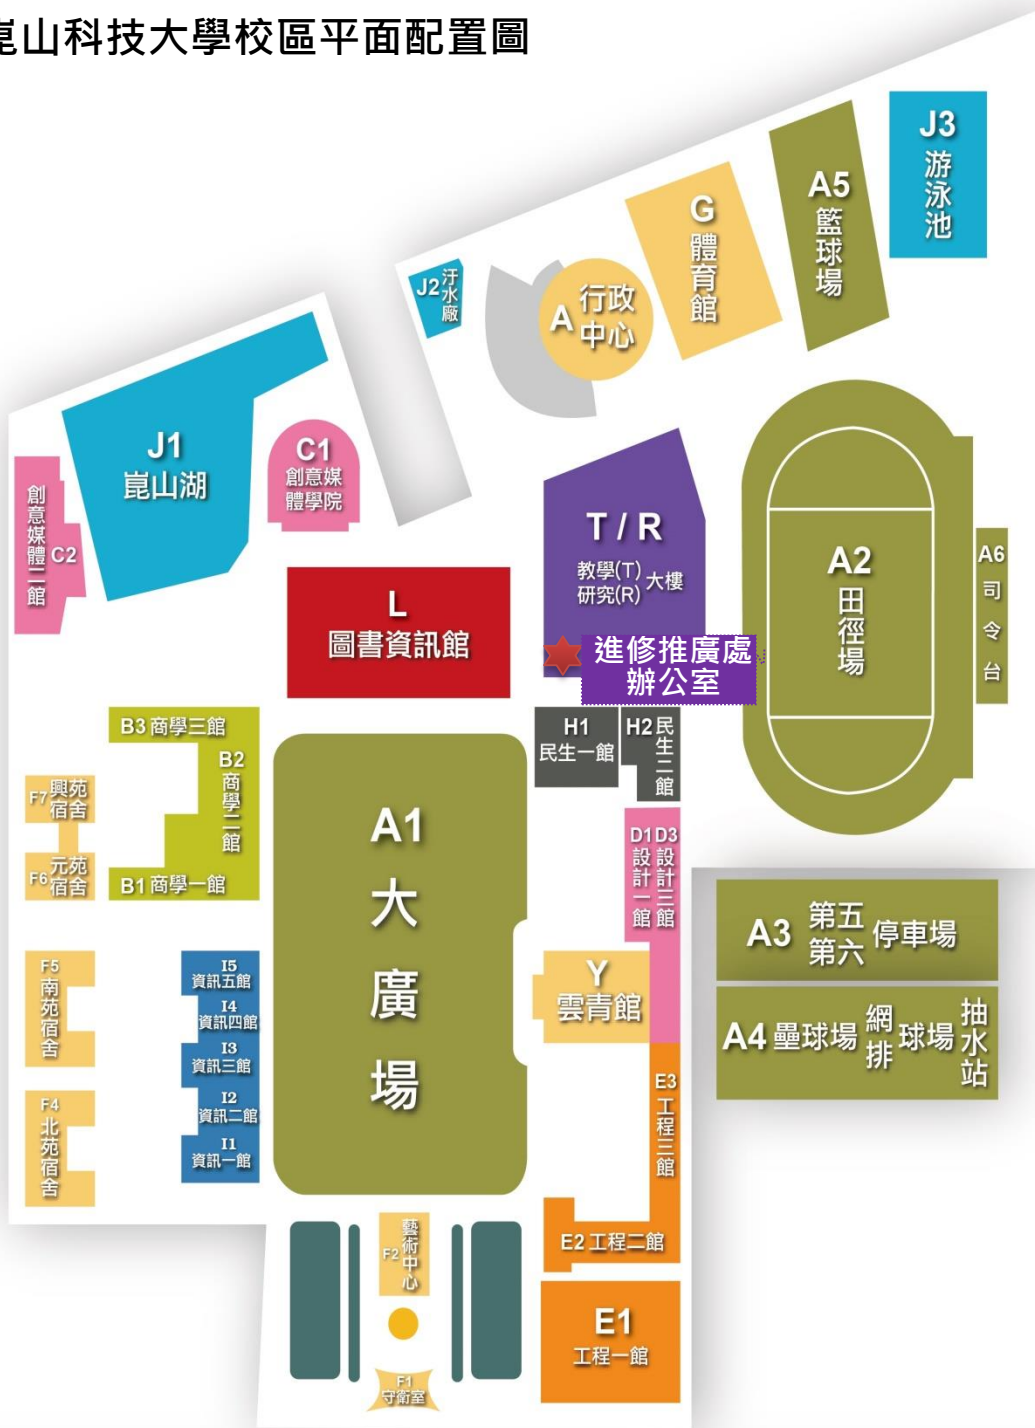 崑山科技大學校區平面配置圖
J3
游泳池
A5
籃球場
G
體育館
J2 汙水廠
A 行政中心
J1
崑山湖
C1
創意媒
體學院
創意媒體二館 C2
T / R
教學(T)
研究(R) 大樓
A2
田徑場
A6
司令台
L
圖書資訊館
進修推廣處
辦公室
B3 商學三館
B2
商學二館
B1 商學一館
H1
民生一館
H2 民生二館
F7 興苑宿舍
F6 元苑宿舍
A1
大廣場
D1 設計一館
D3 設計三館
A3 第五第六停車場
A4 壘球場 網排球場 抽水站
F5
南苑宿舍
I5
資訊五館
I4
資訊四館
I3
資訊三館
I2
資訊二館
I1
資訊一館
Y
雲青館
F4
北苑宿舍
E3
工程三館
E2 工程二館
F2 藝術中心
E1
工程一館
F1
守衛室